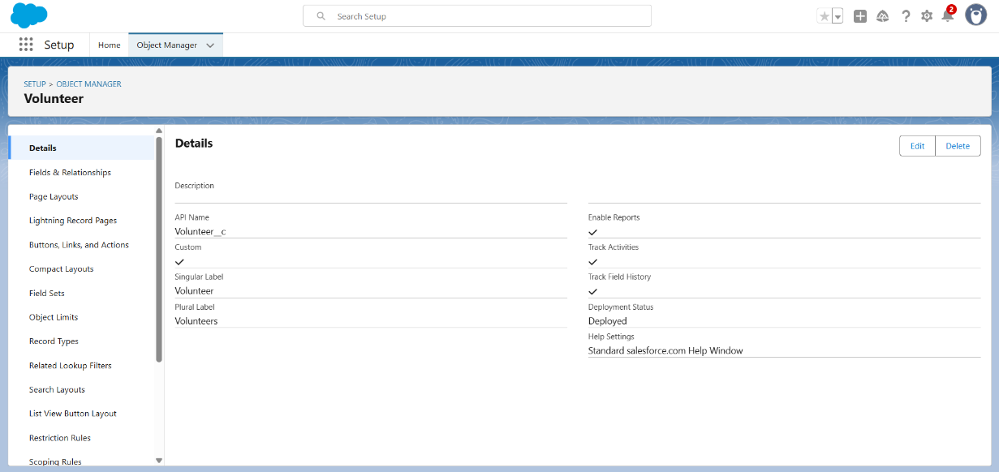 Search Setup
2
Setup
Home
Object Manager
SETUP > OBJECT MANAGER
Volunteer
Details
Fields & Relationships
Page Layouts
Lightning Record Pages
Buttons, Links, and Actions
Compact Layouts
Field Sets
Object Limits
Record Types
Related Lookup Filters
Search Layouts
List View Button Layout
Restriction Rules
Scoping Rules
Details
Edit
Delete
Description
API Name
Volunteer__c
Custom
Singular Label
Volunteer
Plural Label
Volunteers
Enable Reports
Track Activities
Track Field History
Deployment Status
Deployed
Help Settings
Standard salesforce.com Help Window